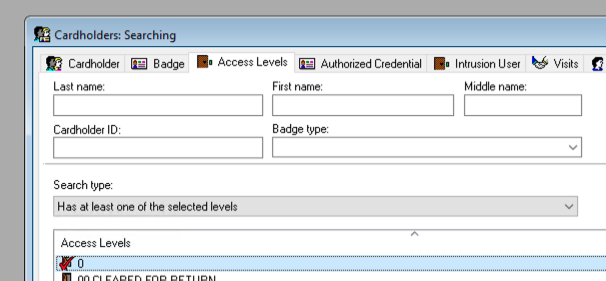 Cardholders: Searching
Cardholder Badge Access Levels Authorized Credential Intrusion User Visits
Last name: First name: Middle name:
Cardholder ID: Badge type:
Search type:
Has at least one of the selected levels
Access Levels
0
00 CLEARED FOR RETURN